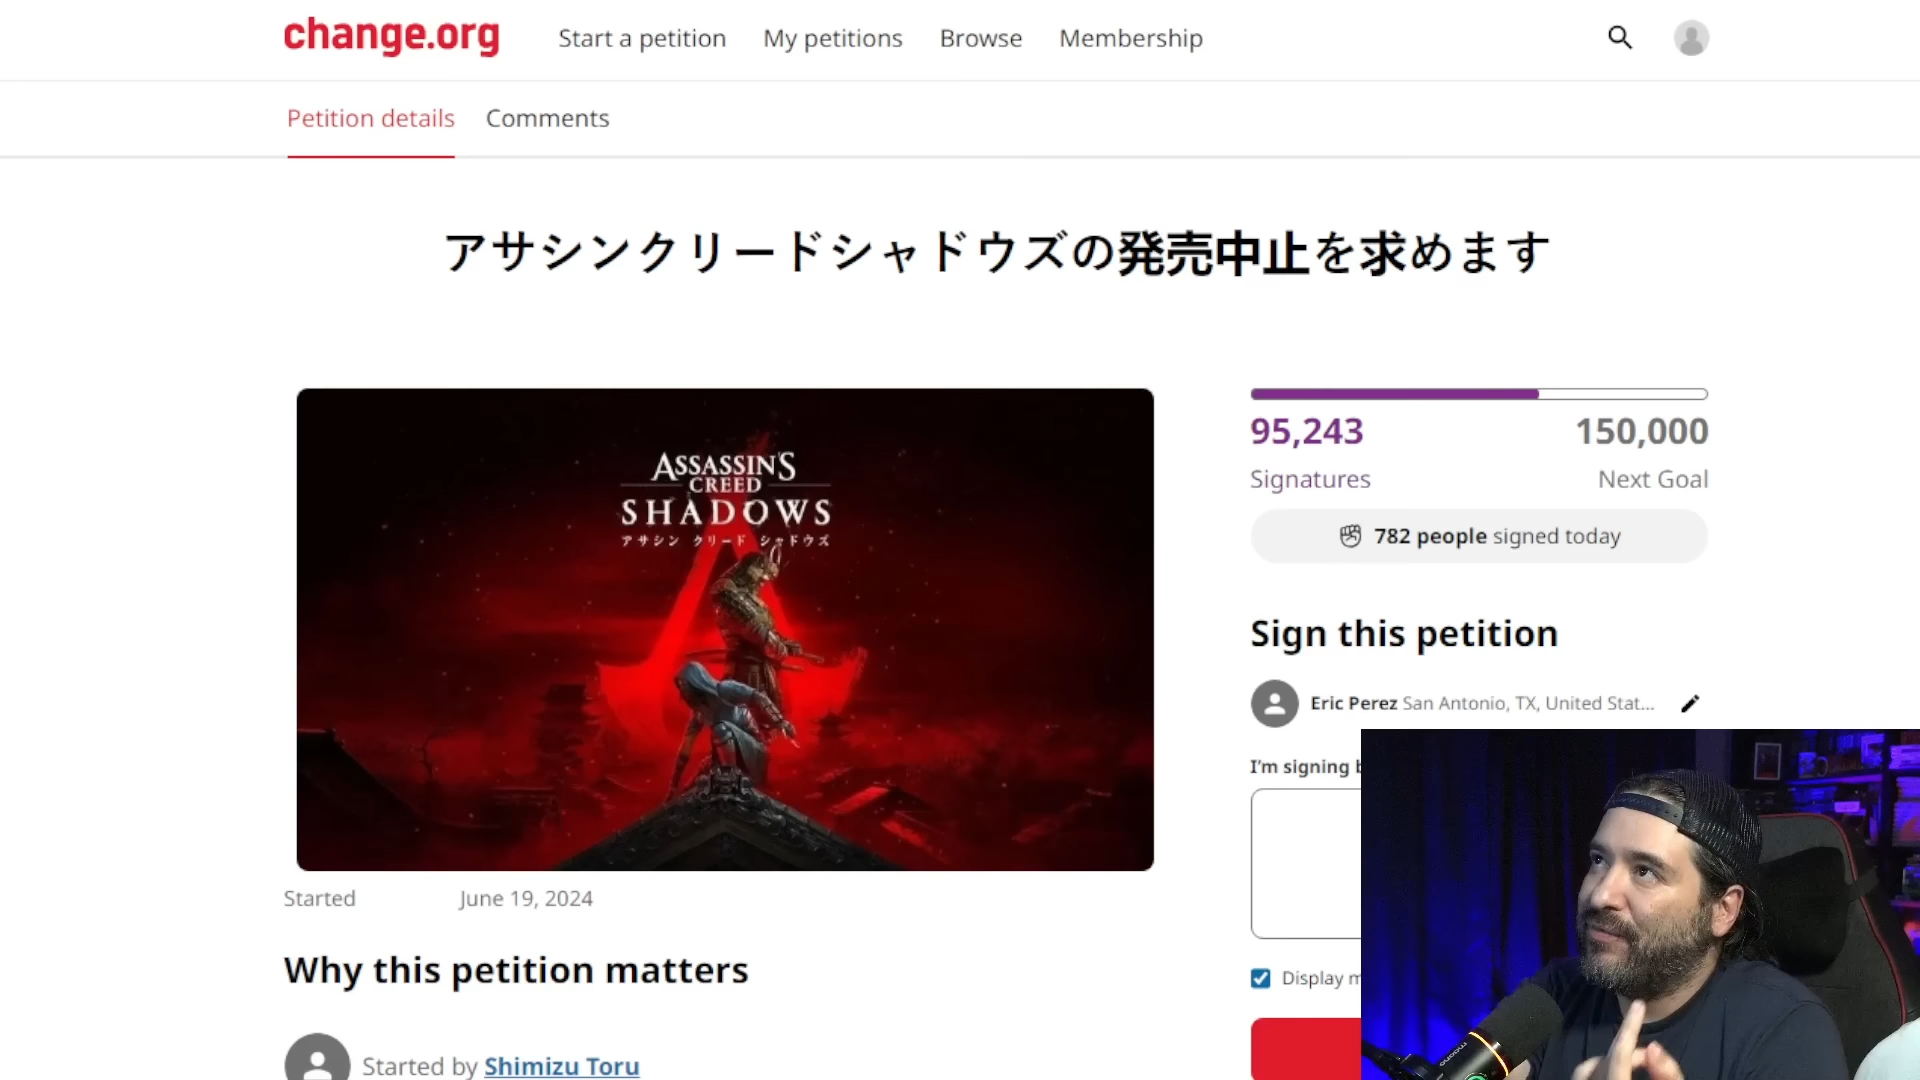 change.org
Start a petition
My petitions
Browse
Membership
Petition details
Comments
アサシンクリードシャドウズの発売中止を求めます
ASSASSIN'S
CREED
SHADOWS
アサシン クリード シャドウズ
95,243
150,000
Signatures
Next Goal
782 people signed today
Sign this petition
Eric Perez San Antonio, TX, United Stat...
I'm signing
Display
Started
June 19, 2024
Why this petition matters
Started by Shimizu Toru